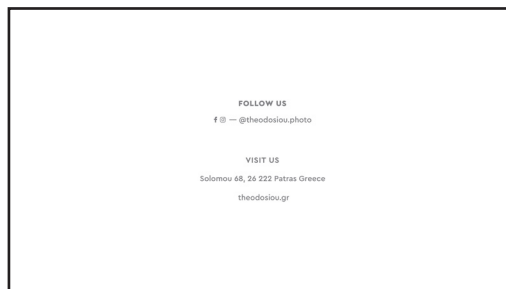 FOLLOW US
— @theodosiou.photo
VISIT US
Solomou 68, 26 222 Patras Greece
theodosiou.gr